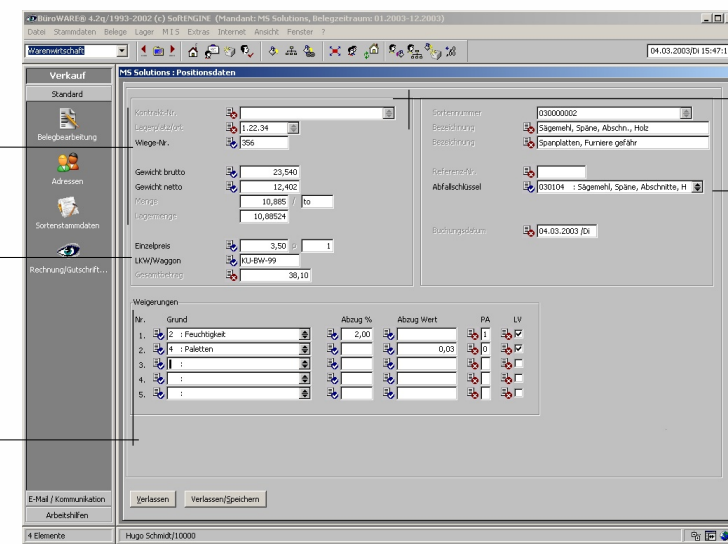 BüroWARE® 4.2q/1993-2002 (c) SoftENGINE (Mandant: MS Solutions, Belegzeitraum: 01.2003-12.2003)
Datei Stammdaten Belege Lager MIS Extras Internet Ansicht Fenster ?
Warenwirtschaft 04.03.2003/Di 15:47:1
Verkauf
Standard
Belegbearbeitung
Adressen
Sortenstammdaten
Rechnung/Gutschrift...
E-Mail / Kommunikation
Arbeitshilfen
MS Solutions : Positionsdaten
Kontrakt-Nr.
Lagerplatz/ort 1.22.34
Wiege-Nr. 356
Gewicht brutto 23,540
Gewicht netto 12,402
Menge 10,885 / to
Lagermenge 10,88524
Einzelpreis 3,50 1
LKW/Waggon KU-BW-99
Gesamtbetrag 38,10
Sortennummer 030000002
Bezeichnung Sägemehl, Späne, Abschn., Holz
Bezeichnung Spanplatten, Furniere gefähr
Referenz-Nr.
Abfallschlüssel 030104 : Sägemehl, Späne, Abschnitte, H
Buchungsdatum 04.03.2003 /Di
Weigerungen
Nr. Grund Abzug % Abzug Wert PA LV
1. 2 : Feuchtigkeit 2,00 1
2. 4 : Paletten 0,03 0
3. :
4. :
5. :
Verlassen Verlassen/Speichern
4 Elemente Hugo Schmidt/10000